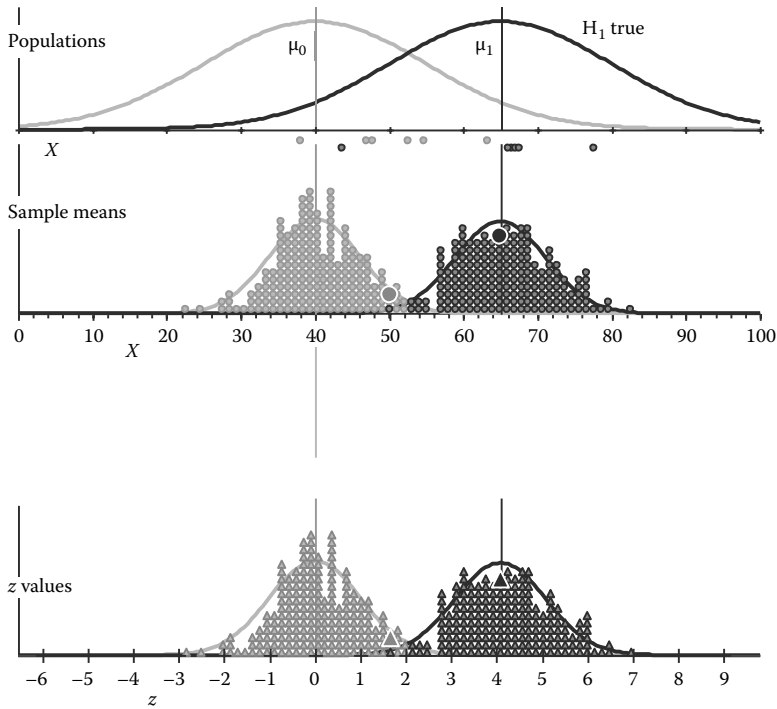 H₁ true
Populations
μ₀
μ₁
X
Sample means
0 10 20 30 40 50 60 70 80 90 100
X
z values
–6 –5 –4 –3 –2 –1 0 1 2 3 4 5 6 7 8 9
z